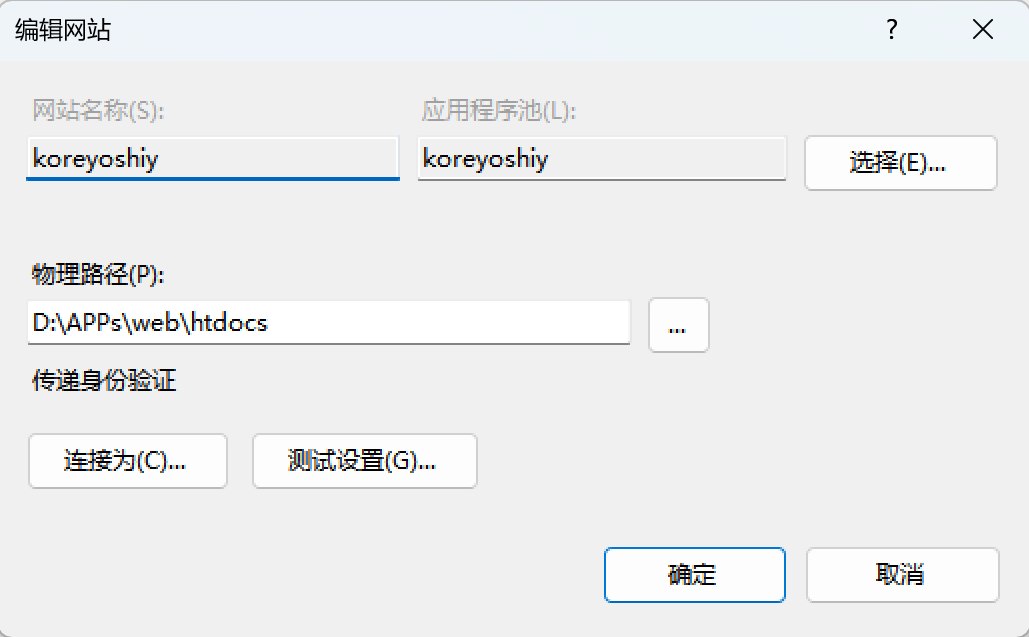 编辑网站
?
网站名称(S):
应用程序池(L):
koreyoshiy
koreyoshiy
选择(E)...
物理路径(P):
D:\APPs\web\htdocs
...
传递身份验证
连接为(C)...
测试设置(G)...
确定
取消